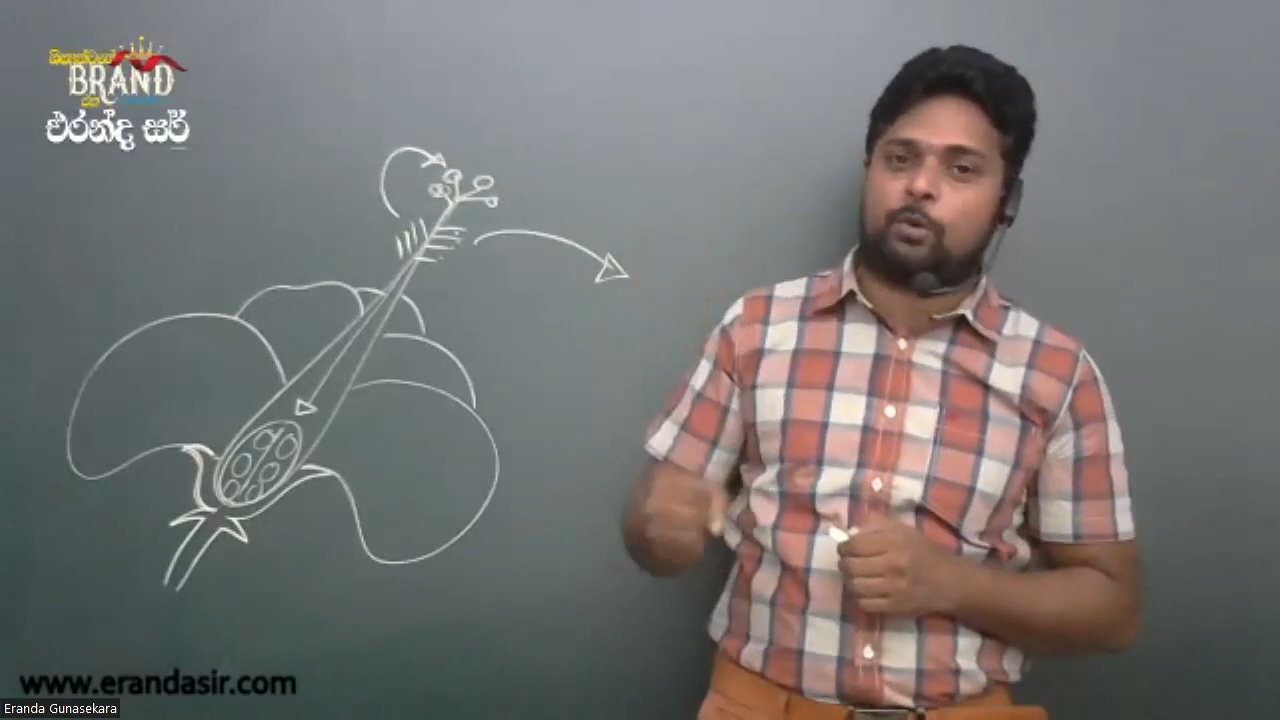 BRAND
එරන්ද සර්
www.erandasir.com
Eranda Gunasekara